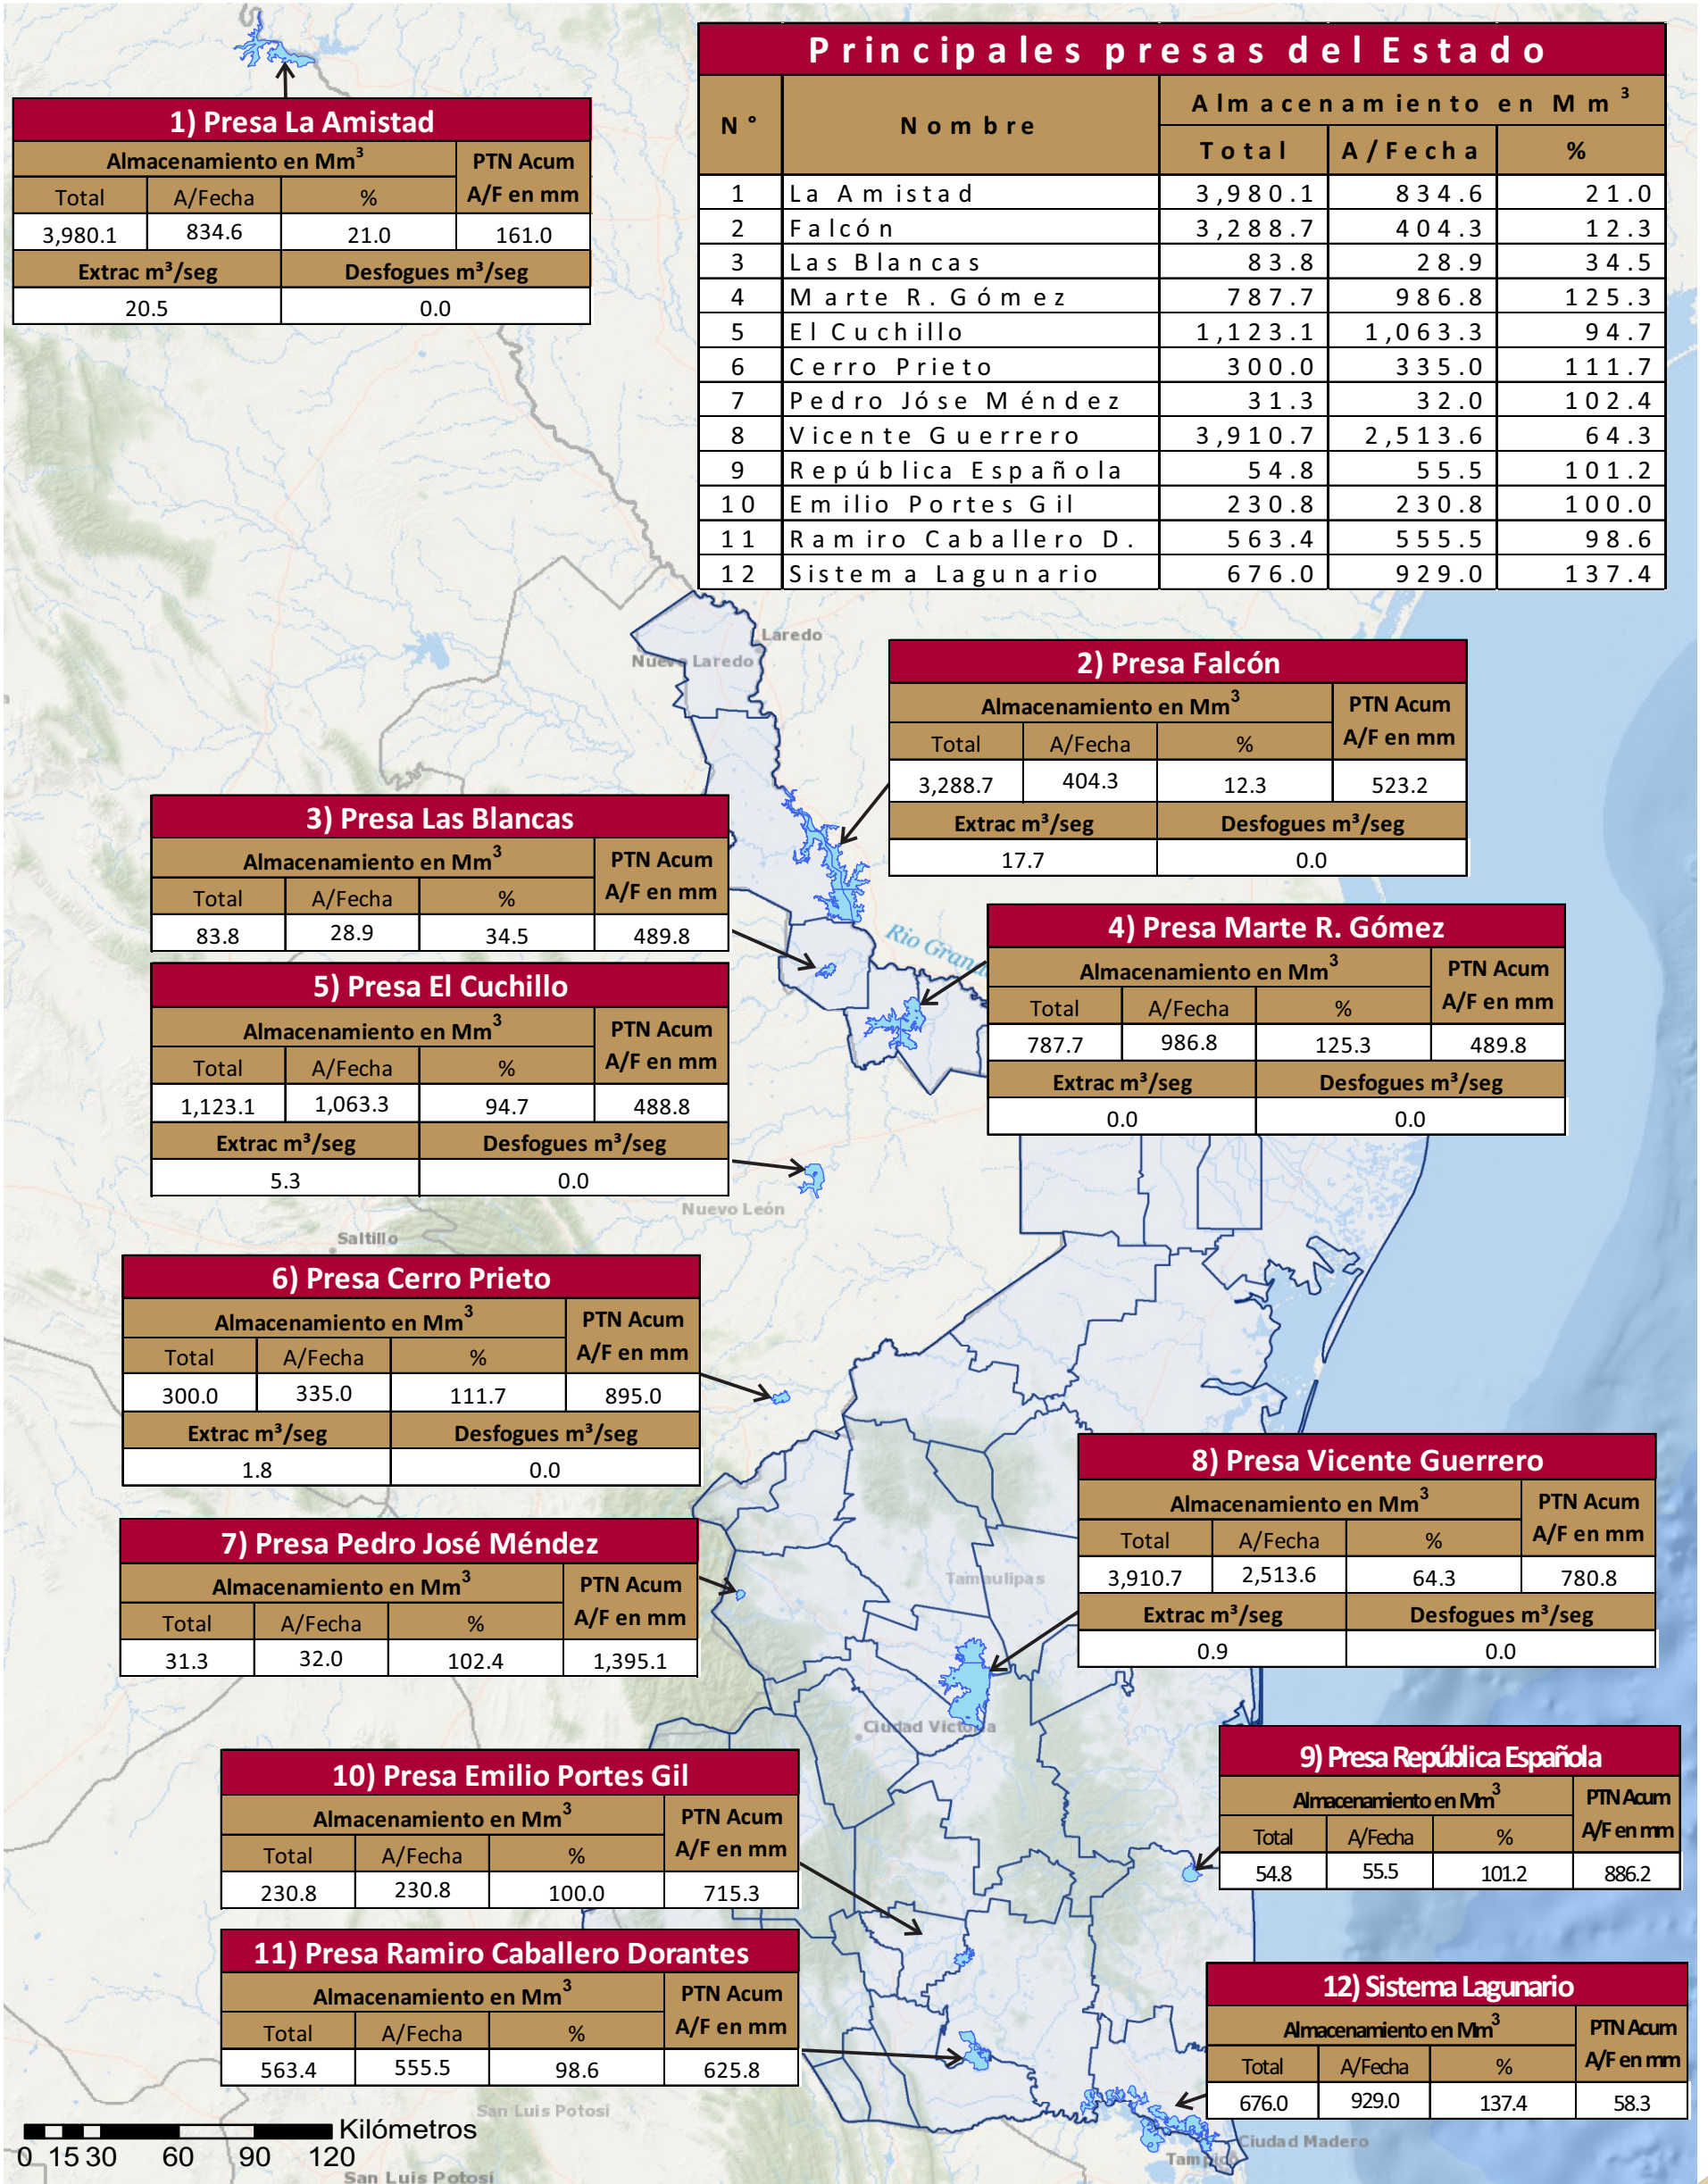 Principales presas del Estado
N° Nombre Almacenamiento en Mm³
Total A/Fecha %
1 La Amistad 3,980.1 834.6 21.0
2 Falcón 3,288.7 404.3 12.3
3 Las Blancas 83.8 28.9 34.5
4 Marte R. Gómez 787.7 986.8 125.3
5 El Cuchillo 1,123.1 1,063.3 94.7
6 Cerro Prieto 300.0 335.0 111.7
7 Pedro Jóse Méndez 31.3 32.0 102.4
8 Vicente Guerrero 3,910.7 2,513.6 64.3
9 República Española 54.8 55.5 101.2
10 Emilio Portes Gil 230.8 230.8 100.0
11 Ramiro Caballero D. 563.4 555.5 98.6
12 Sistema Lagunario 676.0 929.0 137.4
1) Presa La Amistad
Almacenamiento en Mm³ PTN Acum
Total A/Fecha % A/F en mm
3,980.1 834.6 21.0 161.0
Extrac m³/seg Desfogues m³/seg
20.5 0.0
Laredo
Nuevo Laredo
2) Presa Falcón
Almacenamiento en Mm³ PTN Acum
Total A/Fecha % A/F en mm
3,288.7 404.3 12.3 523.2
Extrac m³/seg Desfogues m³/seg
17.7 0.0
3) Presa Las Blancas
Almacenamiento en Mm³ PTN Acum
Total A/Fecha % A/F en mm
83.8 28.9 34.5 489.8
Rio Gran
4) Presa Marte R. Gómez
Almacenamiento en Mm³ PTN Acum
Total A/Fecha % A/F en mm
787.7 986.8 125.3 489.8
Extrac m³/seg Desfogues m³/seg
0.0 0.0
5) Presa El Cuchillo
Almacenamiento en Mm³ PTN Acum
Total A/Fecha % A/F en mm
1,123.1 1,063.3 94.7 488.8
Extrac m³/seg Desfogues m³/seg
5.3 0.0
Nuevo León
Saltillo
6) Presa Cerro Prieto
Almacenamiento en Mm³ PTN Acum
Total A/Fecha % A/F en mm
300.0 335.0 111.7 895.0
Extrac m³/seg Desfogues m³/seg
1.8 0.0
7) Presa Pedro José Méndez
Almacenamiento en Mm³ PTN Acum
Total A/Fecha % A/F en mm
31.3 32.0 102.4 1,395.1
Tamaulipas
8) Presa Vicente Guerrero
Almacenamiento en Mm³ PTN Acum
Total A/Fecha % A/F en mm
3,910.7 2,513.6 64.3 780.8
Extrac m³/seg Desfogues m³/seg
0.9 0.0
Ciudad Victoria
9) Presa República Española
Almacenamiento en Mm³ PTN Acum
Total A/Fecha % A/F en mm
54.8 55.5 101.2 886.2
10) Presa Emilio Portes Gil
Almacenamiento en Mm³ PTN Acum
Total A/Fecha % A/F en mm
230.8 230.8 100.0 715.3
11) Presa Ramiro Caballero Dorantes
Almacenamiento en Mm³ PTN Acum
Total A/Fecha % A/F en mm
563.4 555.5 98.6 625.8
12) Sistema Lagunario
Almacenamiento en Mm³ PTN Acum
Total A/Fecha % A/F en mm
676.0 929.0 137.4 58.3
San Luis Potosí
Ciudad Madero
Tampico
Kilómetros
0 15 30 60 90 120
San Luis Potosí